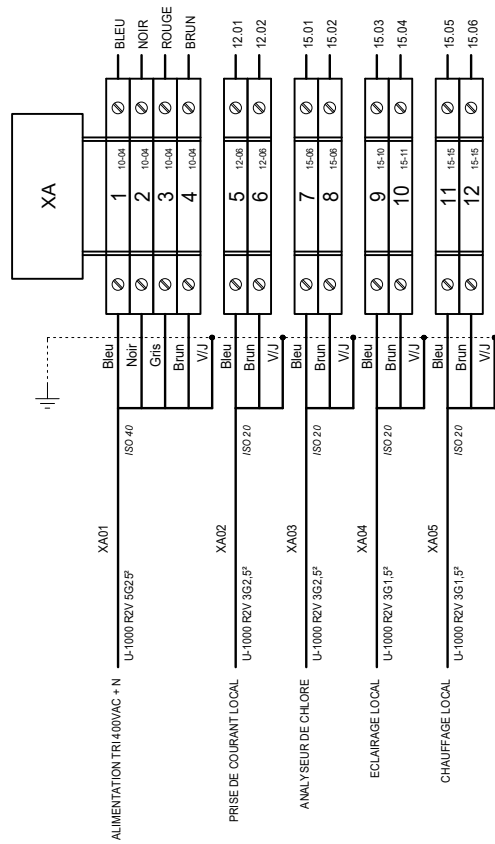 XA
ALIMENTATION TRI 400VAC + N
XA01
U-1000 R2V 5G25²
ISO 40
Bleu
Noir
Gris
Brun
V/J
1 10-04 BLEU
2 10-04 NOIR
3 10-04 ROUGE
4 10-04 BRUN
PRISE DE COURANT LOCAL
XA02
U-1000 R2V 3G2,5²
ISO 20
Bleu
Brun
V/J
5 12-06 12.01
6 12-06 12.02
ANALYSEUR DE CHLORE
XA03
U-1000 R2V 3G2,5²
ISO 20
Bleu
Brun
V/J
7 15-06 15.01
8 15-06 15.02
ECLAIRAGE LOCAL
XA04
U-1000 R2V 3G1,5²
ISO 20
Bleu
Brun
V/J
9 15-10 15.03
10 15-11 15.04
CHAUFFAGE LOCAL
XA05
U-1000 R2V 3G1,5²
ISO 20
Bleu
Brun
V/J
11 15-15 15.05
12 15-15 15.06